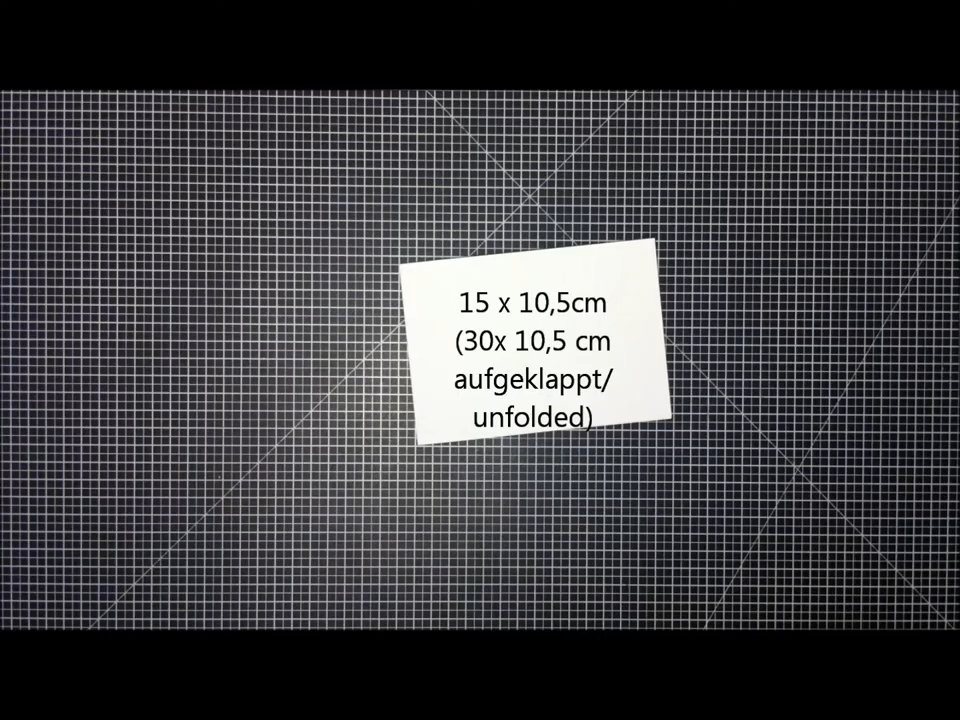 15 x 10,5cm
(30x 10,5 cm
aufgeklappt/
unfolded)